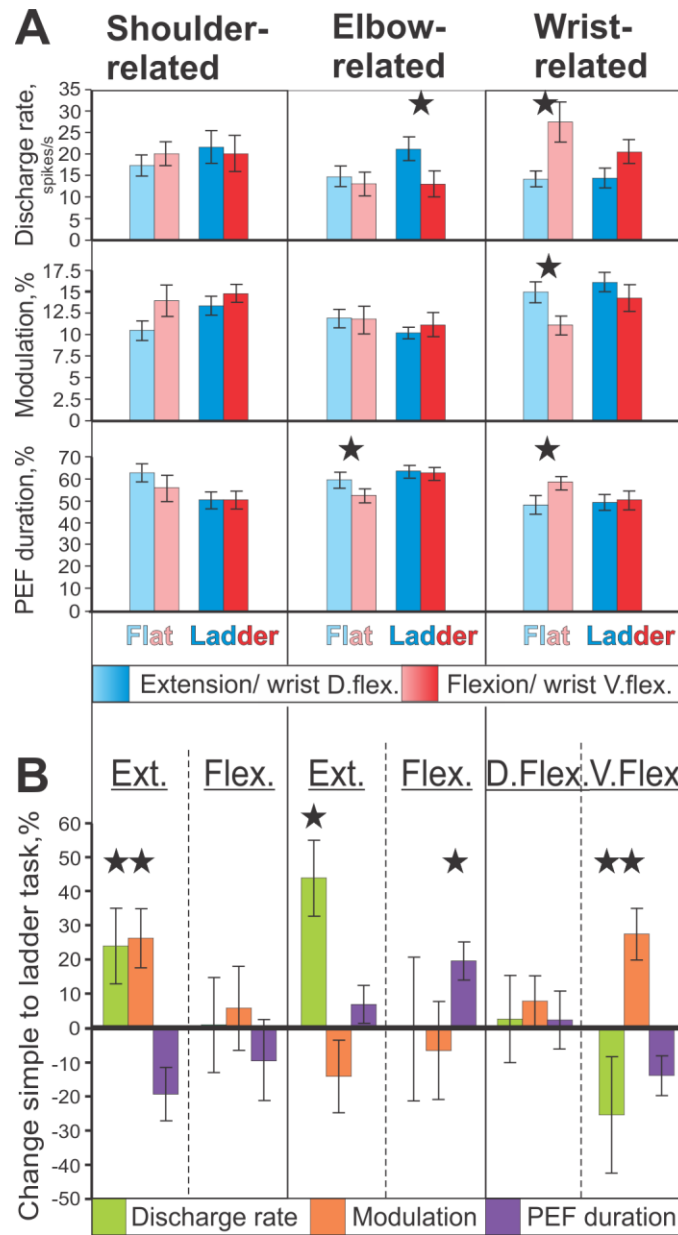 A
Shoulder-
related
Elbow-
related
Wrist-
related
Discharge rate,
spikes/s
35
30
25
20
15
10
5
0
Modulation,%
17.5
15
12.5
10
7.5
5
2.5
0
PEF duration,%
70
60
50
40
30
20
10
0
Flat Ladder Flat Ladder Flat Ladder
Extension/ wrist D.flex. Flexion/ wrist V.flex.
B
Ext. Flex. Ext. Flex. D.Flex. V.Flex
Change simple to ladder task,%
60
50
40
30
20
10
0
-10
-20
-30
-40
-50
Discharge rate Modulation PEF duration